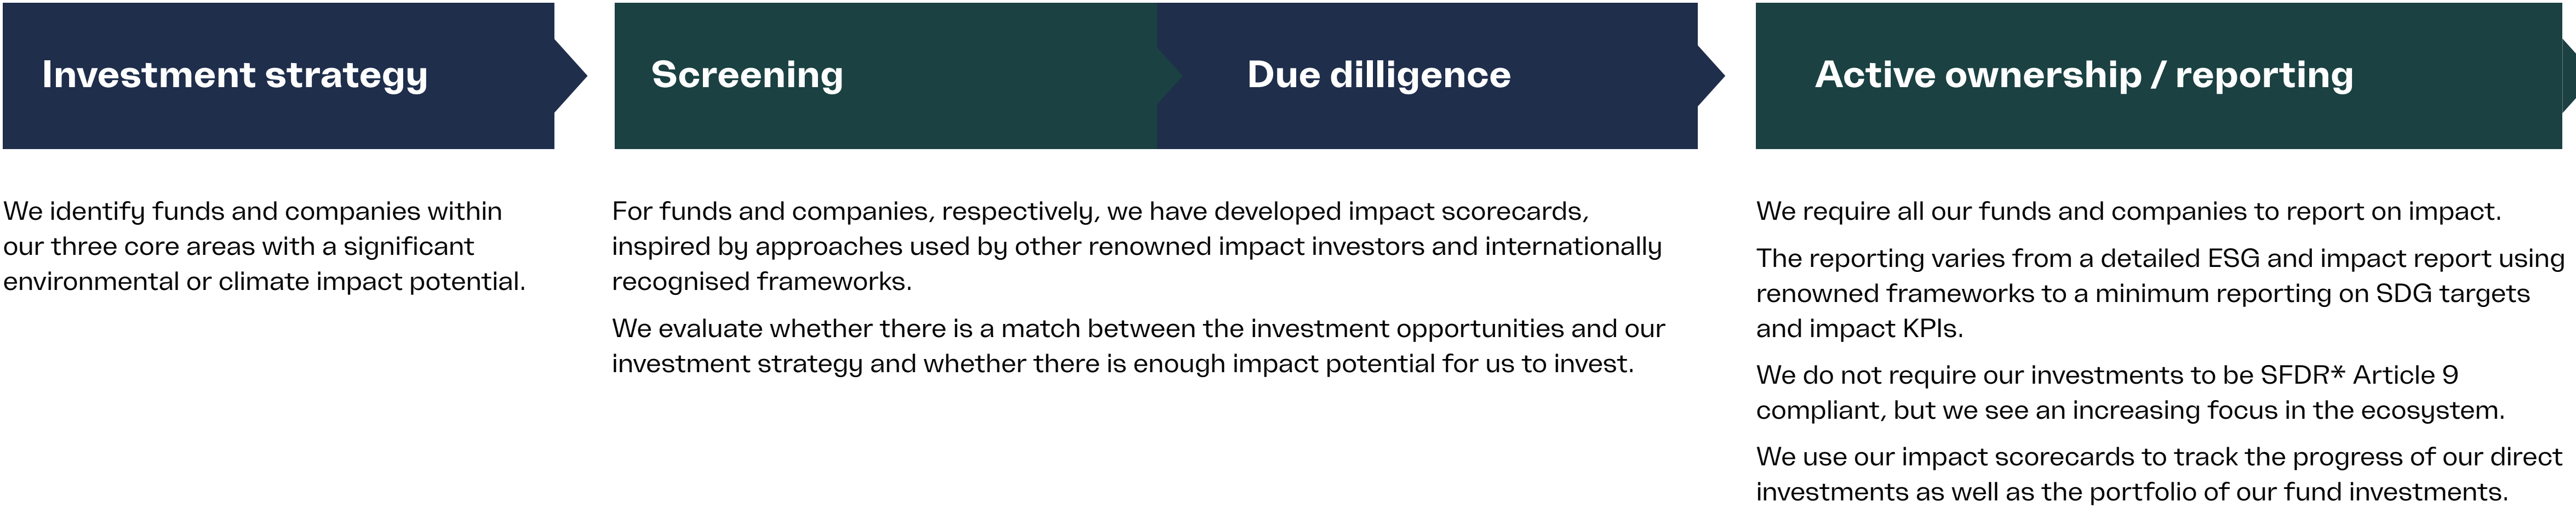 Investment strategy
Screening
Due dilligence
Active ownership / reporting
We identify funds and companies within
our three core areas with a significant
environmental or climate impact potential.
For funds and companies, respectively, we have developed impact scorecards,
inspired by approaches used by other renowned impact investors and internationally
recognised frameworks.
We evaluate whether there is a match between the investment opportunities and our
investment strategy and whether there is enough impact potential for us to invest.
We require all our funds and companies to report on impact.
The reporting varies from a detailed ESG and impact report using
renowned frameworks to a minimum reporting on SDG targets
and impact KPIs.
We do not require our investments to be SFDR* Article 9
compliant, but we see an increasing focus in the ecosystem.
We use our impact scorecards to track the progress of our direct
investments as well as the portfolio of our fund investments.